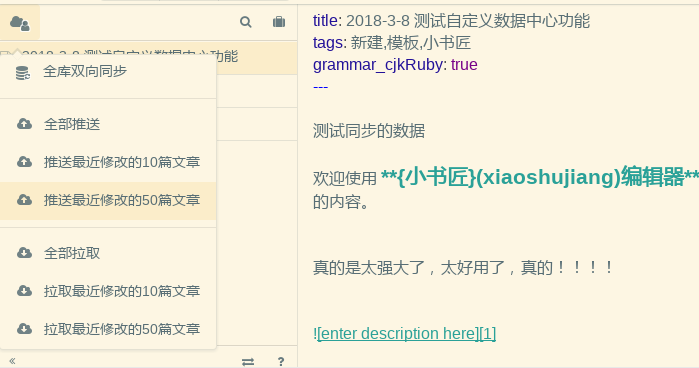 2018-3-8 测试自定义数据中心功能
全库双向同步
全部推送
推送最近修改的10篇文章
推送最近修改的50篇文章
全部拉取
拉取最近修改的10篇文章
拉取最近修改的50篇文章
«
?
title: 2018-3-8 测试自定义数据中心功能
tags: 新建,模板,小书匠
grammar_cjkRuby: true
---
测试同步的数据
欢迎使用 **{小书匠}(xiaoshujiang)编辑器**
的内容。
真的是太强大了，太好用了，真的！！！！
![enter description here][1]